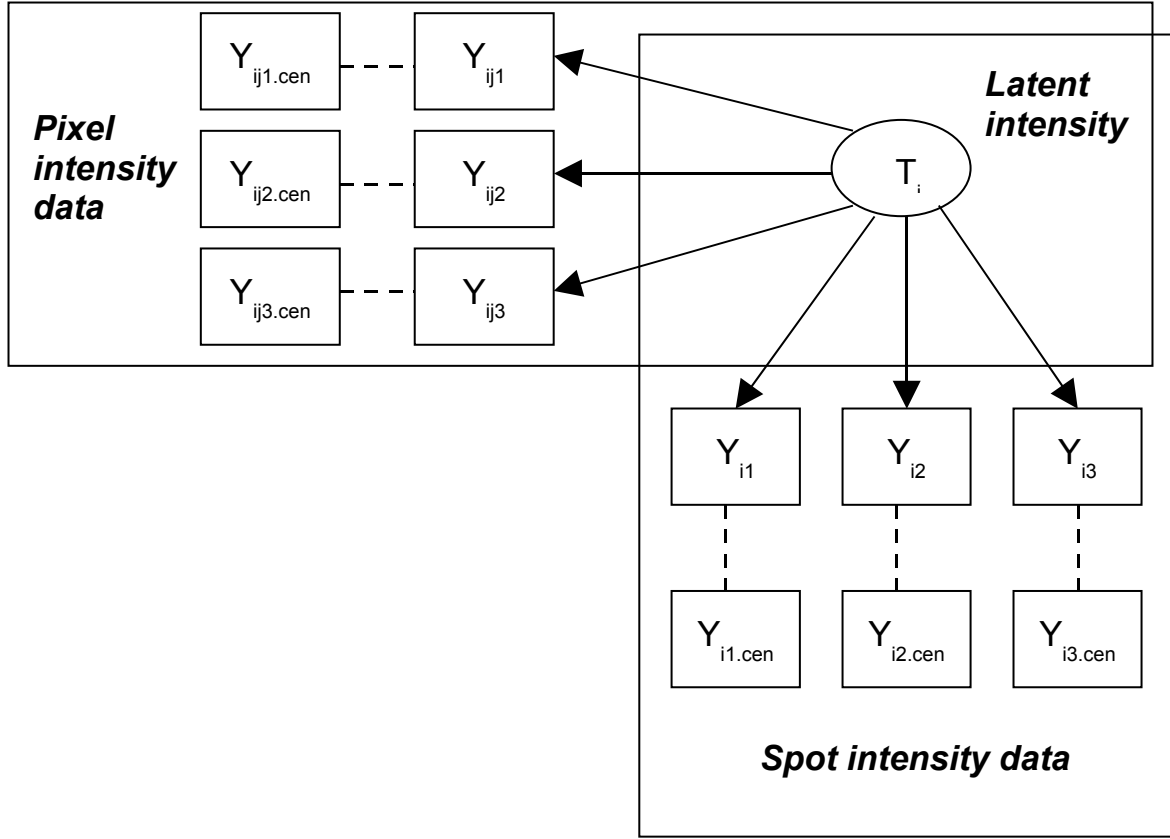 Y ij1.cen
Y ij1
Latent
intensity
Pixel
intensity
data
Y ij2.cen
Y ij2
T i
Y ij3.cen
Y ij3
Y i1
Y i2
Y i3
Y i1.cen
Y i2.cen
Y i3.cen
Spot intensity data